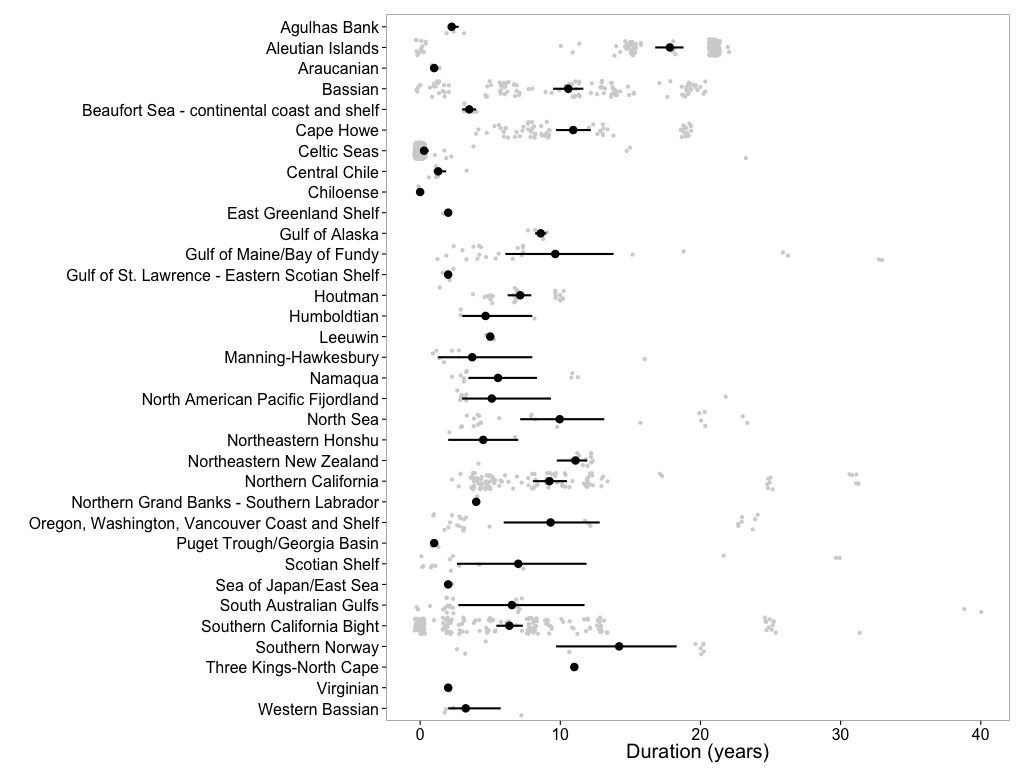 Agulhas Bank
Aleutian Islands
Araucanian
Bassian
Beaufort Sea - continental coast and shelf
Cape Howe
Celtic Seas
Central Chile
Chiloense
East Greenland Shelf
Gulf of Alaska
Gulf of Maine/Bay of Fundy
Gulf of St. Lawrence - Eastern Scotian Shelf
Houtman
Humboldtian
Leeuwin
Manning-Hawkesbury
Namaqua
North American Pacific Fijordland
North Sea
Northeastern Honshu
Northeastern New Zealand
Northern California
Northern Grand Banks - Southern Labrador
Oregon, Washington, Vancouver Coast and Shelf
Puget Trough/Georgia Basin
Scotian Shelf
Sea of Japan/East Sea
South Australian Gulfs
Southern California Bight
Southern Norway
Three Kings-North Cape
Virginian
Western Bassian
0 10 20 30 40
Duration (years)